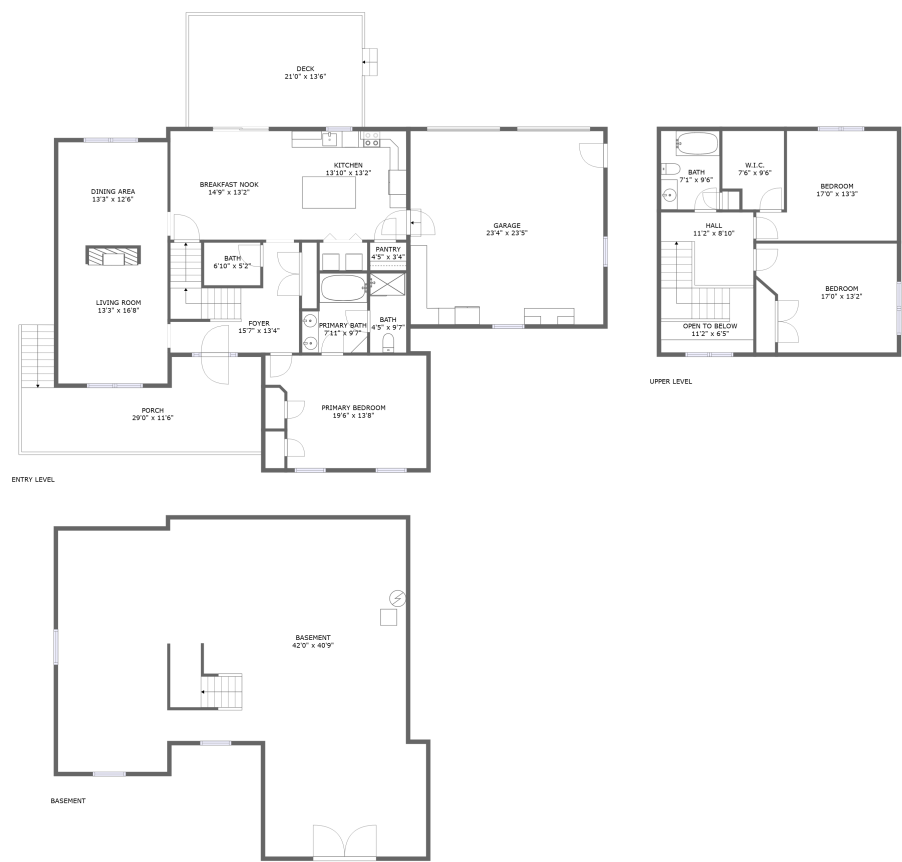 DECK
21'0" x 13'6"
KITCHEN
13'10" x 13'2"
BREAKFAST NOOK
14'9" x 13'2"
DINING AREA
13'3" x 12'6"
GARAGE
23'4" x 23'5"
PANTRY
4'5" x 3'4"
BATH
6'10" x 5'2"
LIVING ROOM
13'3" x 16'8"
FOYER
15'7" x 13'4"
PRIMARY BATH
7'11" x 9'7"
BATH
4'5" x 9'7"
PORCH
29'0" x 11'6"
PRIMARY BEDROOM
19'6" x 13'8"
ENTRY LEVEL
BATH
7'1" x 9'6"
W.I.C.
7'6" x 9'6"
BEDROOM
17'0" x 13'3"
HALL
11'2" x 8'10"
BEDROOM
17'0" x 13'2"
OPEN TO BELOW
11'2" x 6'5"
UPPER LEVEL
BASEMENT
42'0" x 40'9"
BASEMENT